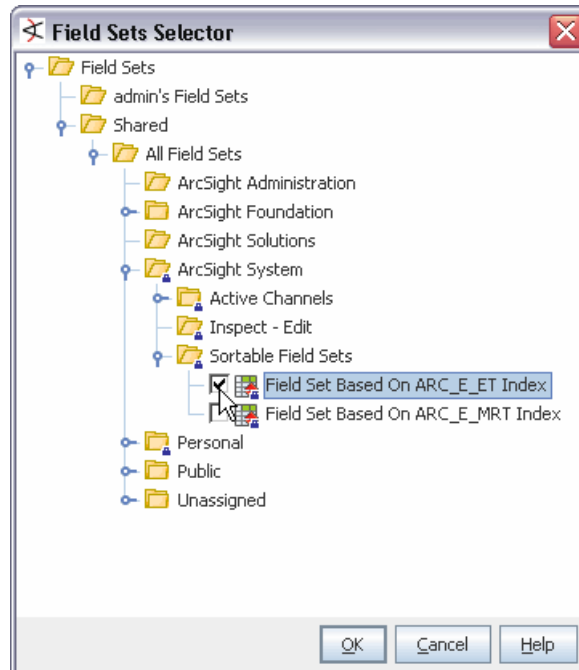 Field Sets Selector
Field Sets
admin's Field Sets
Shared
All Field Sets
ArcSight Administration
ArcSight Foundation
ArcSight Solutions
ArcSight System
Active Channels
Inspect - Edit
Sortable Field Sets
Field Set Based On ARC_E_ET Index
Field Set Based On ARC_E_MRT Index
Personal
Public
Unassigned
OK Cancel Help